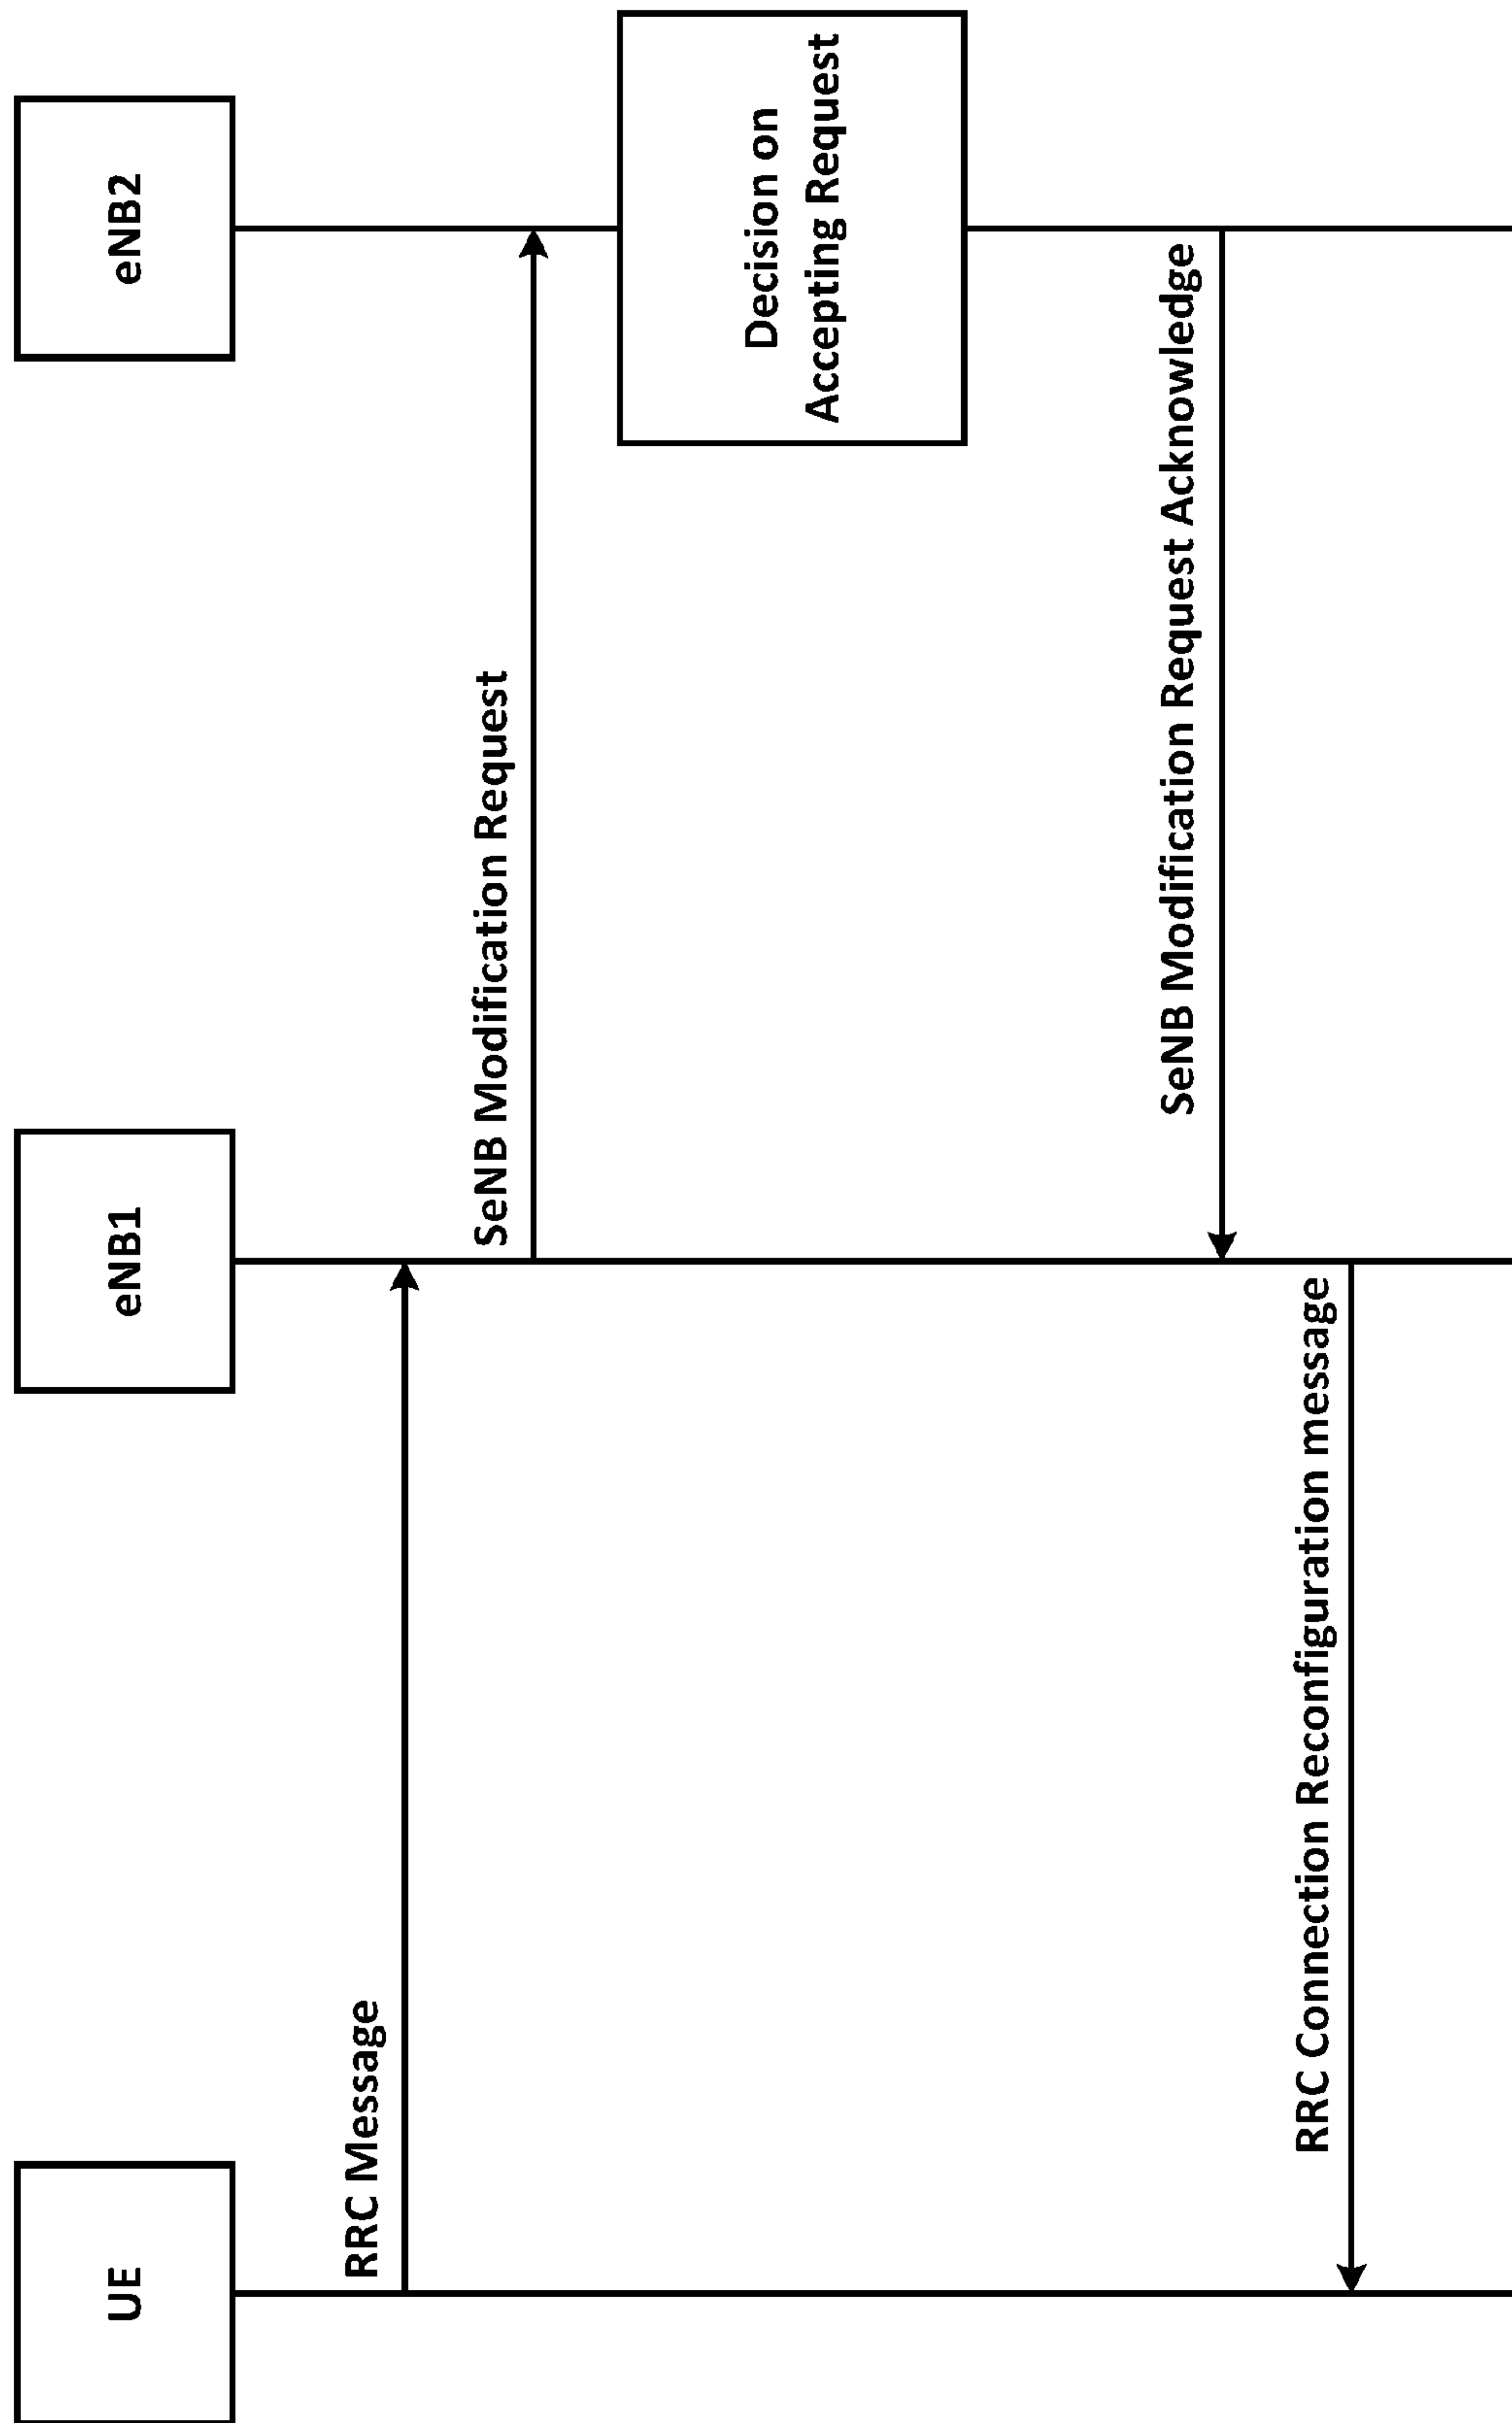 UE
eNB1
eNB2
RRC Message
SeNB Modification Request
Decision on
Accepting Request
SeNB Modification Request Acknowledge
RRC Connection Reconfiguration message